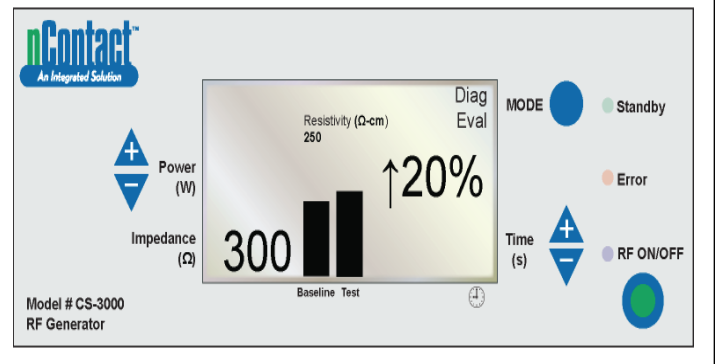 nContact™
An Integrated Solution
Diag
Eval
Resistivity (Ω-cm)
250
↑20%
300
MODE
Standby
Error
RF ON/OFF
Power
(W)
Impedance
(Ω)
Time
(s)
Baseline Test
Model # CS-3000
RF Generator